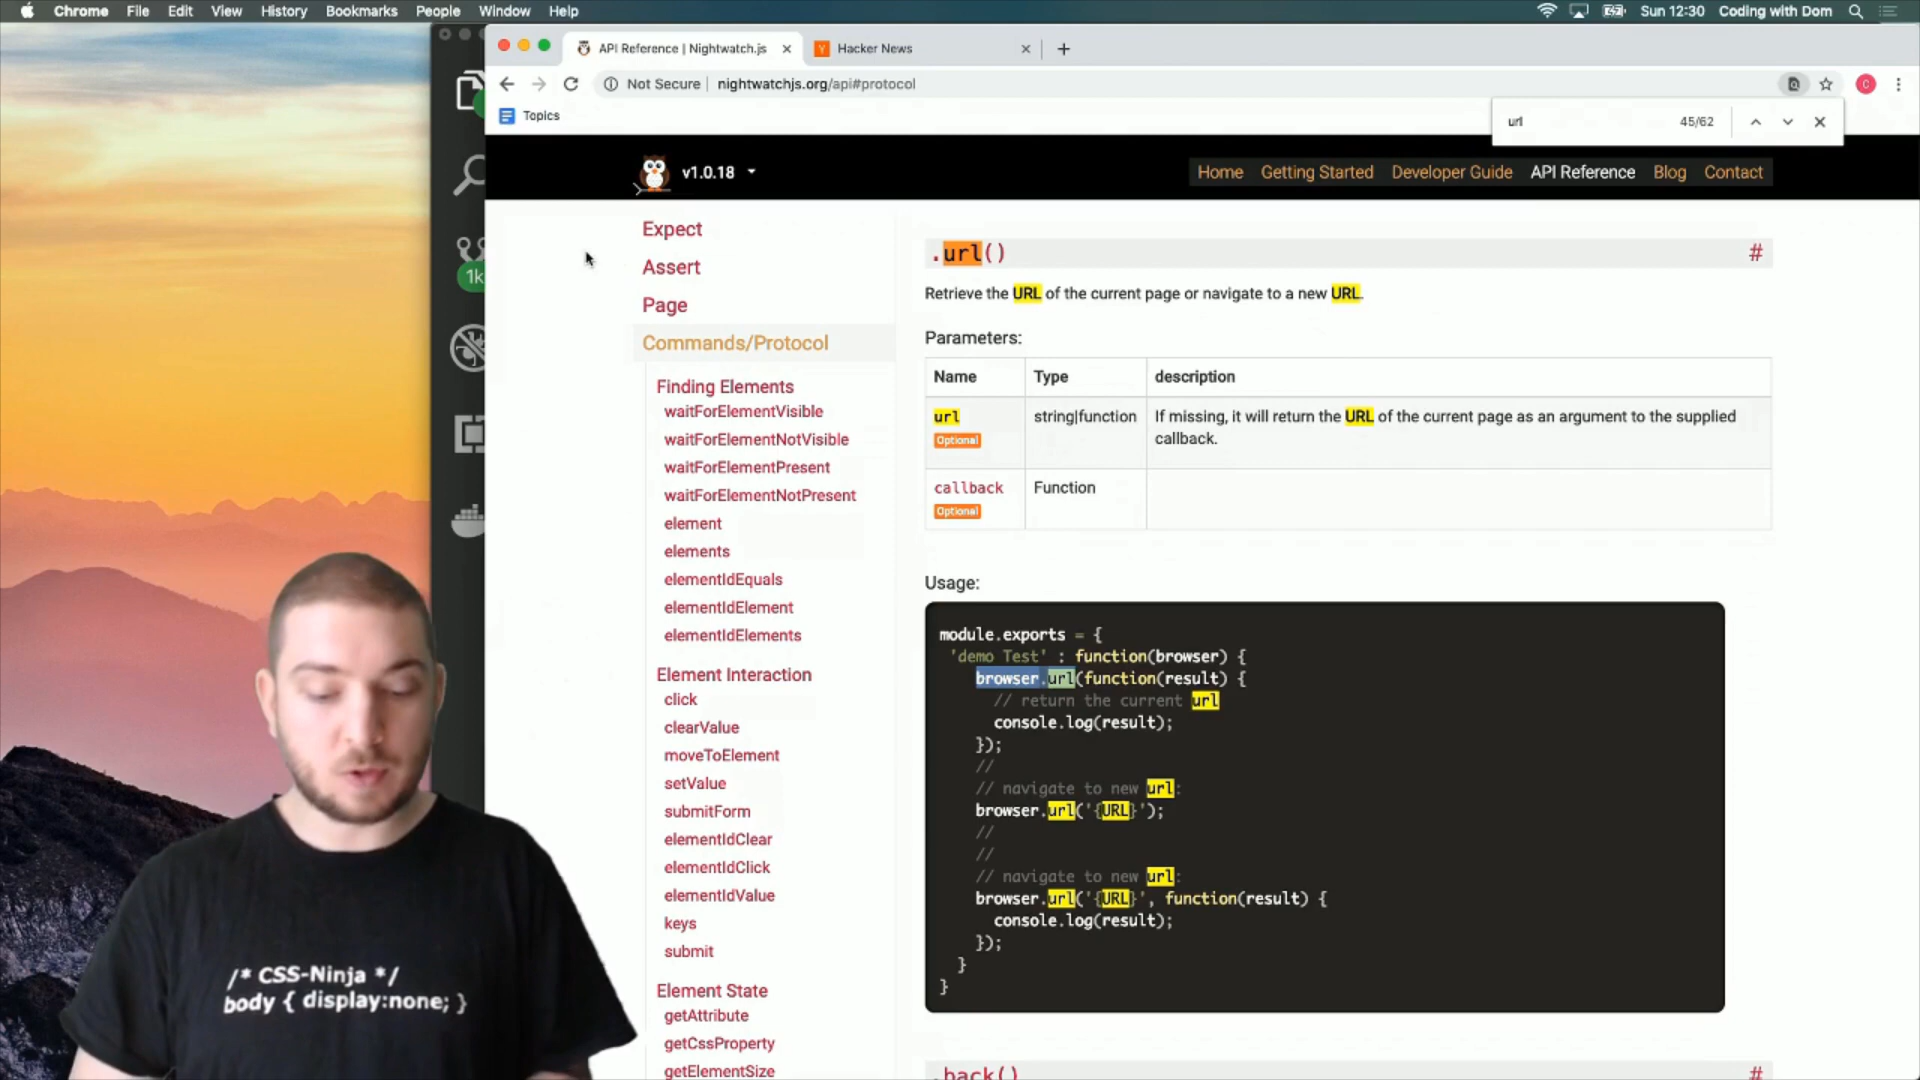 Chrome File Edit View History Bookmarks People Window Help
Sun 12:30 Coding with Dom
API Reference | Nightwatch.js
Hacker News
Not Secure | nightwatchjs.org/api#protocol
C
Topics
url 45/62
1k
v1.0.18
Home Getting Started Developer Guide API Reference Blog Contact
Expect
Assert
Page
Commands/Protocol
Finding Elements
waitForElementVisible
waitForElementNotVisible
waitForElementPresent
waitForElementNotPresent
element
elements
elementIdEquals
elementIdElement
elementIdElements
Element Interaction
click
clearValue
moveToElement
setValue
submitForm
elementIdClear
elementIdClick
elementIdValue
keys
submit
Element State
getAttribute
getCssProperty
getElementSize
.url() #
Retrieve the URL of the current page or navigate to a new URL.
Parameters:
Name Type description
url string|function If missing, it will return the URL of the current page as an argument to the supplied
Optional callback.
callback Function
Optional
Usage:
module.exports = {
'demo Test' : function(browser) {
browser.url(function(result) {
// return the current url
console.log(result);
});
//
// navigate to new url:
browser.url('{URL}');
//
//
// navigate to new url:
browser.url('{URL}', function(result) {
console.log(result);
});
}
}
.back() #
/* CSS-Ninja */
body { display:none; }